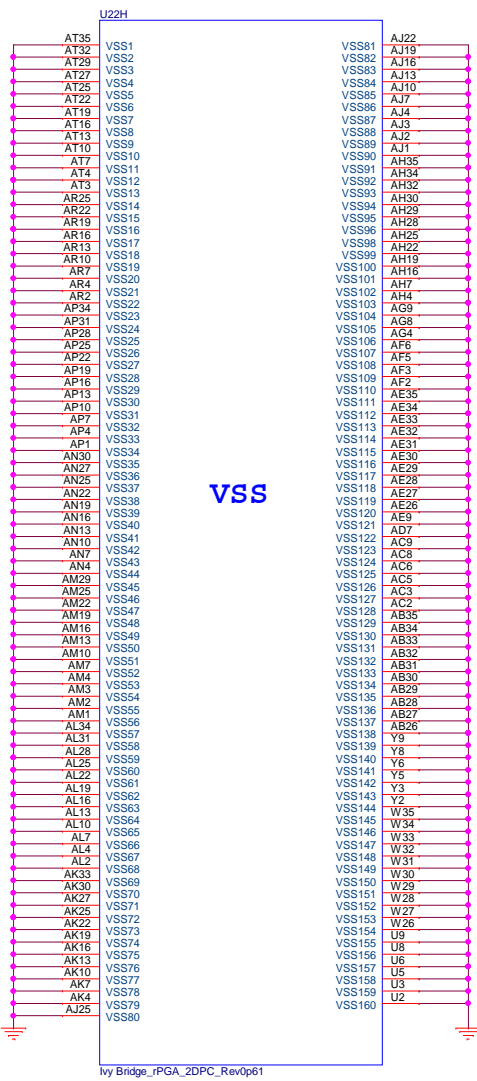 U22H
AT35 VSS1 VSS81 AJ22
AT32 VSS2 VSS82 AJ19
AT29 VSS3 VSS83 AJ16
AT27 VSS4 VSS84 AJ13
AT25 VSS5 VSS85 AJ10
AT22 VSS6 VSS86 AJ7
AT19 VSS7 VSS87 AJ4
AT16 VSS8 VSS88 AJ3
AT13 VSS9 VSS89 AJ2
AT10 VSS10 VSS90 AJ1
AT7 VSS11 VSS91 AH35
AT4 VSS12 VSS92 AH34
AT3 VSS13 VSS93 AH32
AR25 VSS14 VSS94 AH30
AR22 VSS15 VSS95 AH29
AR19 VSS16 VSS96 AH28
AR16 VSS17 VSS98 AH25
AR13 VSS18 VSS99 AH22
AR10 VSS19 VSS100 AH19
AR7 VSS20 VSS101 AH16
AR4 VSS21 VSS102 AH7
AR2 VSS22 VSS103 AH4
AP34 VSS23 VSS104 AG9
AP31 VSS24 VSS105 AG8
AP28 VSS25 VSS106 AG4
AP25 VSS26 VSS107 AF6
AP22 VSS27 VSS108 AF5
AP19 VSS28 VSS109 AF3
AP16 VSS29 VSS110 AF2
AP13 VSS30 VSS111 AE35
AP10 VSS31 VSS112 AE34
AP7 VSS32 VSS113 AE33
AP4 VSS33 VSS114 AE32
AP1 VSS34 VSS115 AE31
AN30 VSS35 VSS116 AE30
AN27 VSS36 VSS117 AE29
AN25 VSS37 VSS118 AE28
VSS
AN22 VSS38 VSS119 AE27
AN19 VSS39 VSS120 AE26
AN16 VSS40 VSS121 AE9
AN13 VSS41 VSS122 AD7
AN10 VSS42 VSS123 AC9
AN7 VSS43 VSS124 AC8
AN4 VSS44 VSS125 AC6
AM29 VSS45 VSS126 AC5
AM25 VSS46 VSS127 AC3
AM22 VSS47 VSS128 AC2
AM19 VSS48 VSS129 AB35
AM16 VSS49 VSS130 AB34
AM13 VSS50 VSS131 AB33
AM10 VSS51 VSS132 AB32
AM7 VSS52 VSS133 AB31
AM4 VSS53 VSS134 AB30
AM3 VSS54 VSS135 AB29
AM2 VSS55 VSS136 AB28
AM1 VSS56 VSS137 AB27
AL34 VSS57 VSS138 AB26
AL31 VSS58 VSS139 Y9
AL28 VSS59 VSS140 Y8
AL25 VSS60 VSS141 Y6
AL22 VSS61 VSS142 Y5
AL19 VSS62 VSS143 Y3
AL16 VSS63 VSS144 Y2
AL13 VSS64 VSS145 W35
AL10 VSS65 VSS146 W34
AL7 VSS66 VSS147 W33
AL4 VSS67 VSS148 W32
AL2 VSS68 VSS149 W31
AK33 VSS69 VSS150 W30
AK30 VSS70 VSS151 W29
AK27 VSS71 VSS152 W28
AK25 VSS72 VSS153 W27
AK22 VSS73 VSS154 W26
AK19 VSS74 VSS155 U9
AK16 VSS75 VSS156 U8
AK13 VSS76 VSS157 U6
AK10 VSS77 VSS158 U5
AK7 VSS78 VSS159 U3
AK4 VSS79 VSS160 U2
AJ25 VSS80
Ivy Bridge_rPGA_2DPC_Rev0p61